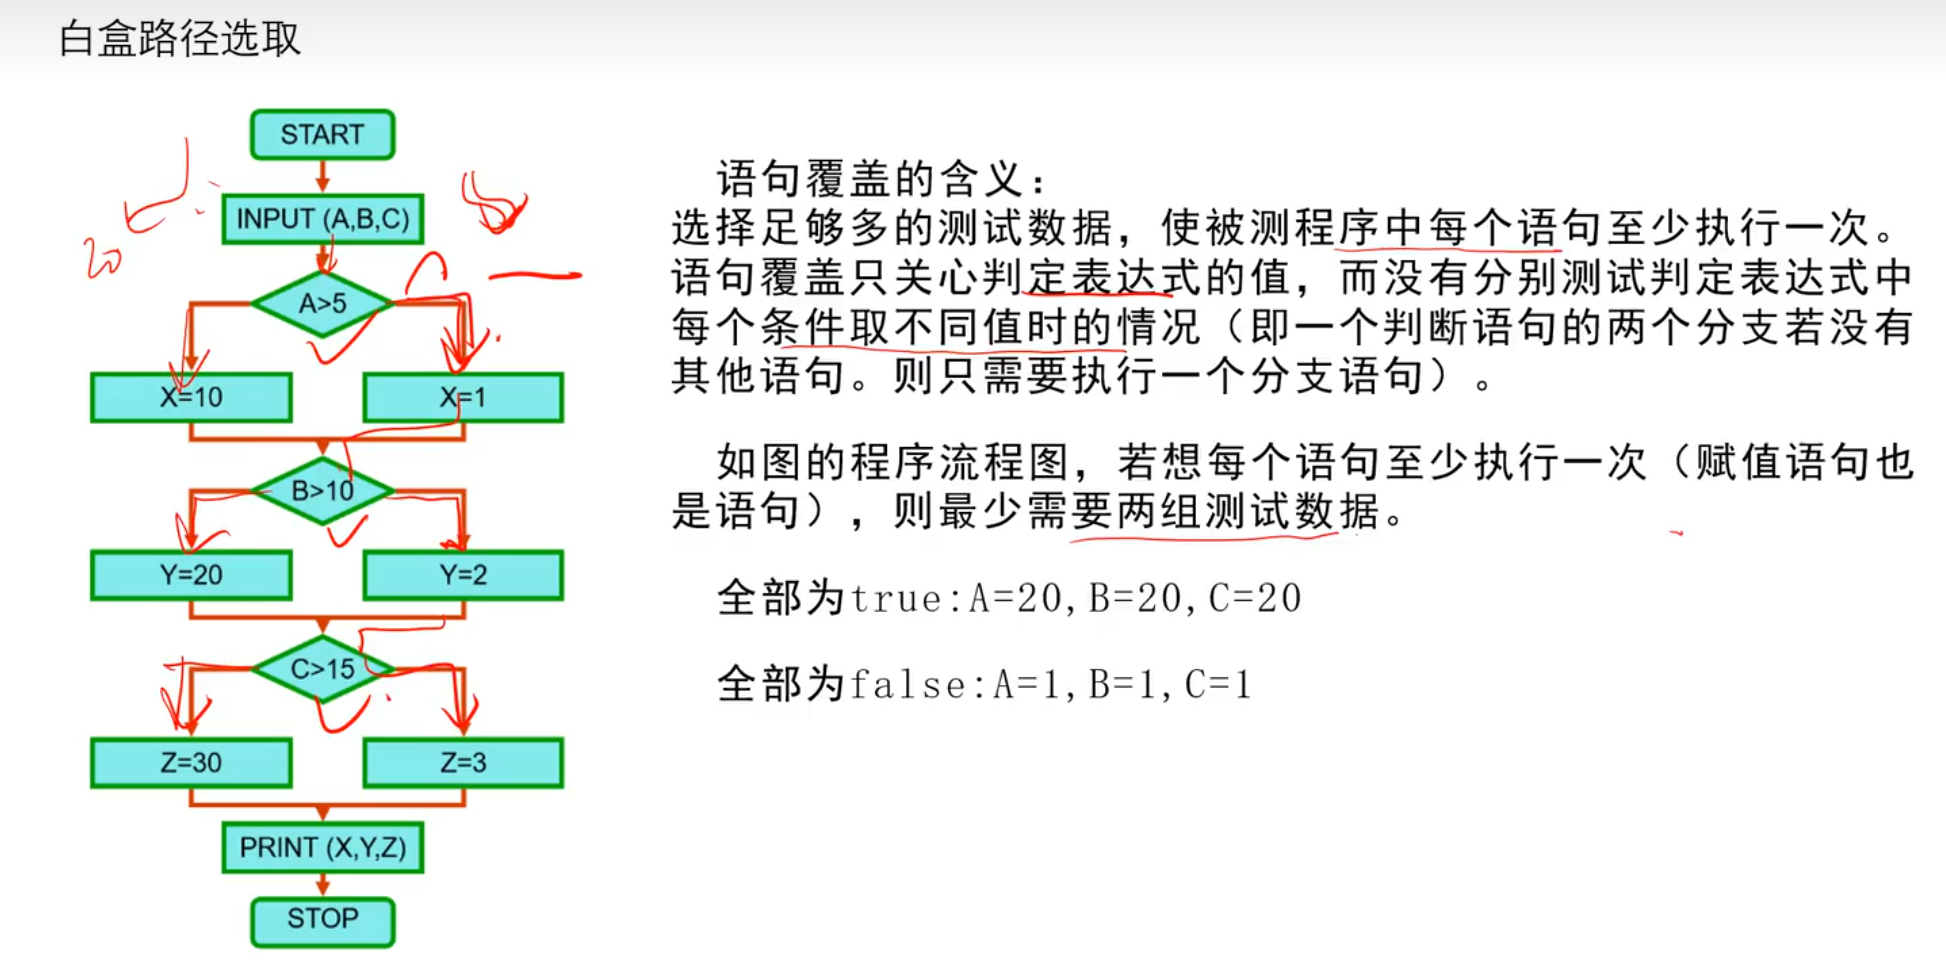 白盒路径选取
START
INPUT (A,B,C)
20
A>5
X=10
X=1
B>10
Y=20
Y=2
C>15
Z=30
Z=3
PRINT (X,Y,Z)
STOP
语句覆盖的含义：
选择足够多的测试数据，使被测程序中每个语句至少执行一次。
语句覆盖只关心判定表达式的值，而没有分别测试判定表达式中
每个条件取不同值时的情况（即一个判断语句的两个分支若没有
其他语句。则只需要执行一个分支语句）。
如图的程序流程图，若想每个语句至少执行一次（赋值语句也
是语句），则最少需要两组测试数据。
全部为true:A=20,B=20,C=20
全部为false:A=1,B=1,C=1